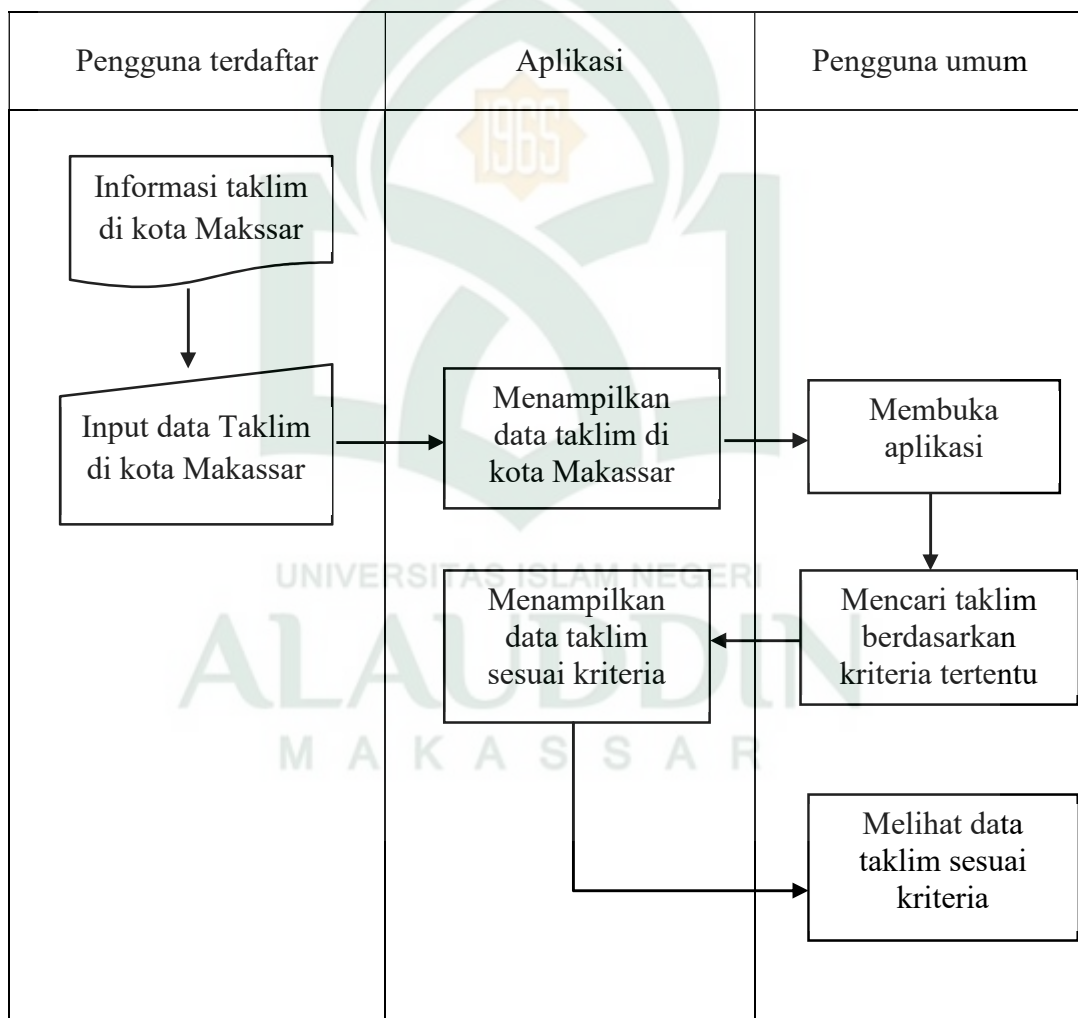 Pengguna terdaftar
Aplikasi
Pengguna umum
1965
Informasi taklim
di kota Makssar
Input data Taklim
di kota Makassar
Menampilkan
data taklim di
kota Makassar
Membuka
aplikasi
UNIVERSITAS ISLAM NEGERI
Menampilkan
data taklim
sesuai kriteria
Mencari taklim
berdasarkan
kriteria tertentu
ALAUDDIN
MAKASSAR
Melihat data
taklim sesuai
kriteria